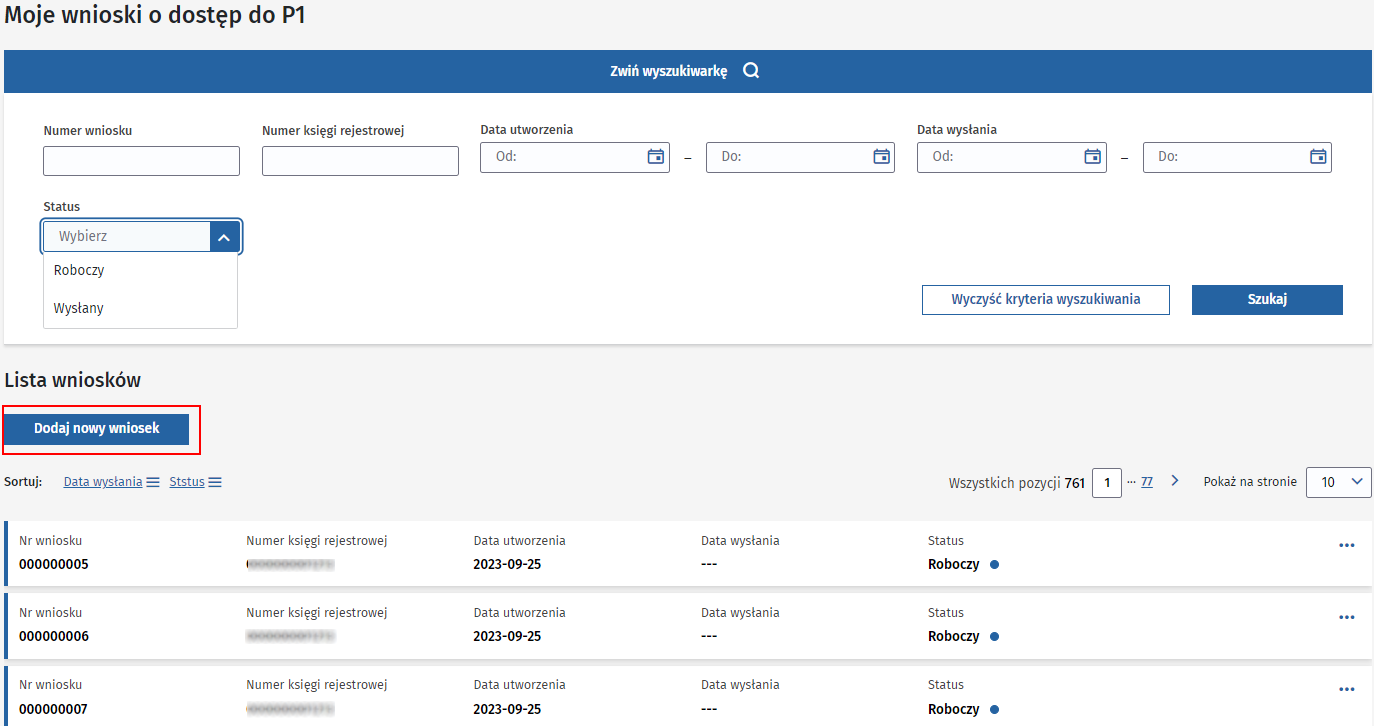 Moje wnioski o dostęp do P1
Zwiń wyszukiwarkę
Numer wniosku Numer księgi rejestrowej Data utworzenia Data wysłania
Od: – Do: Od: – Do:
Status
Wybierz
Roboczy
Wysłany
Wyczyść kryteria wyszukiwania Szukaj
Lista wniosków
Dodaj nowy wniosek
Sortuj: Data wysłania Ststus Wszystkich pozycji 761 1 ... 77 Pokaż na stronie 10
Nr wniosku Numer księgi rejestrowej Data utworzenia Data wysłania Status
000000005 2023-09-25 --- Roboczy
Nr wniosku Numer księgi rejestrowej Data utworzenia Data wysłania Status
000000006 2023-09-25 --- Roboczy
Nr wniosku Numer księgi rejestrowej Data utworzenia Data wysłania Status
000000007 2023-09-25 --- Roboczy